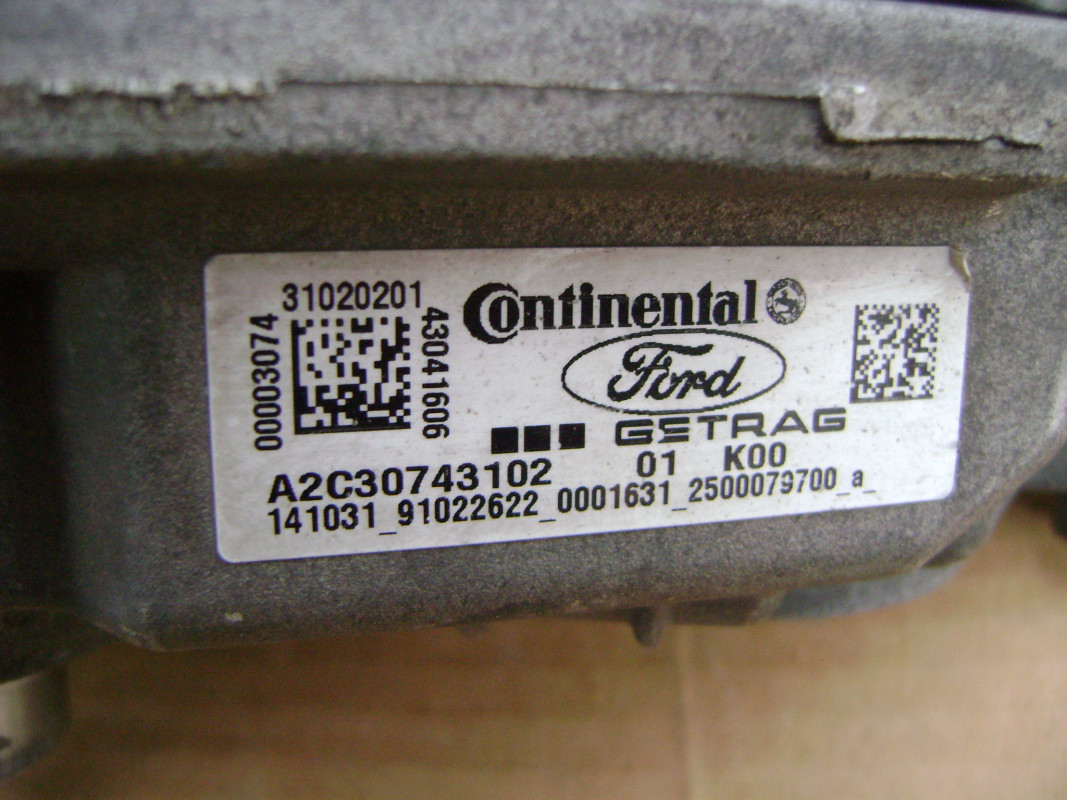 31020201
00003074
43041606
Continental
Ford
GETRAG
A2C30743102 01 K00
141031_91022622_0001631_2500079700_a_